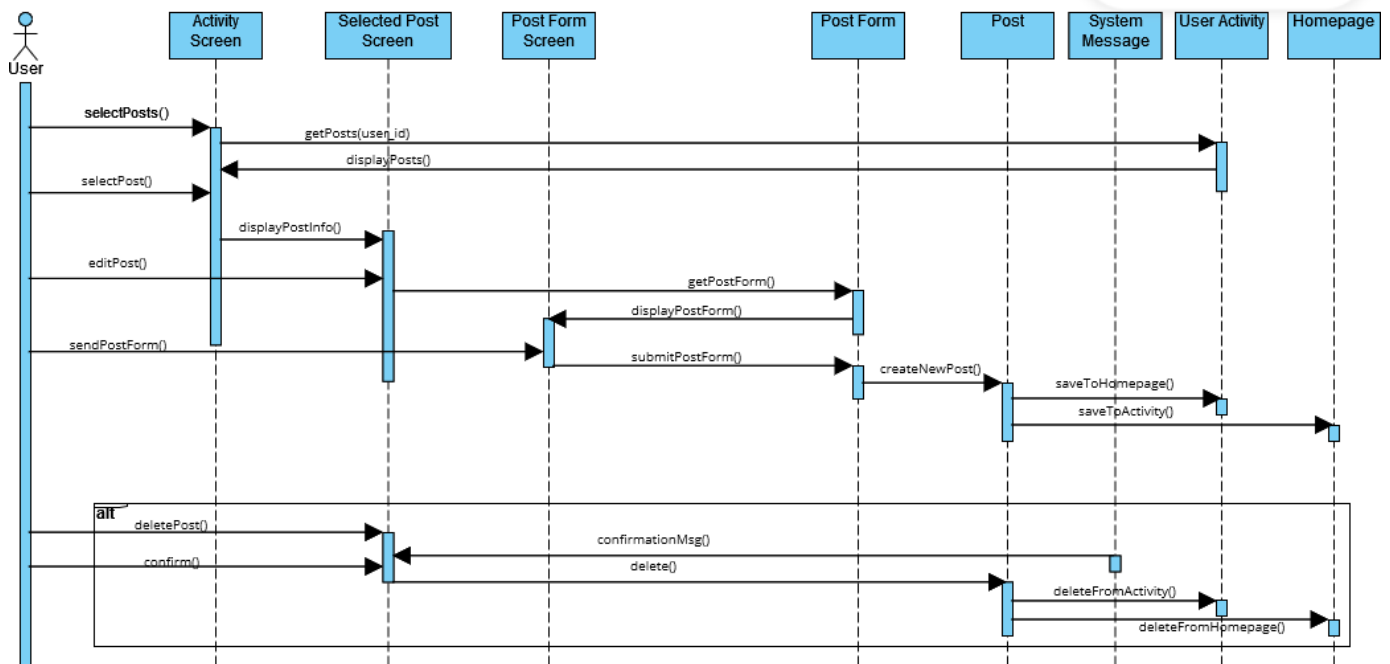 Activity
Screen
Selected Post
Screen
Post Form
Screen
Post Form
Post
System
Message
User Activity
Homepage
User
selectPosts()
getPosts(user_id)
displayPosts()
selectPost()
displayPostInfo()
editPost()
getPostForm()
displayPostForm()
sendPostForm()
submitPostForm()
createNewPost()
saveToHomepage()
saveToActivity()
alt
deletePost()
confirmationMsg()
confirm()
delete()
deleteFromActivity()
deleteFromHomepage()